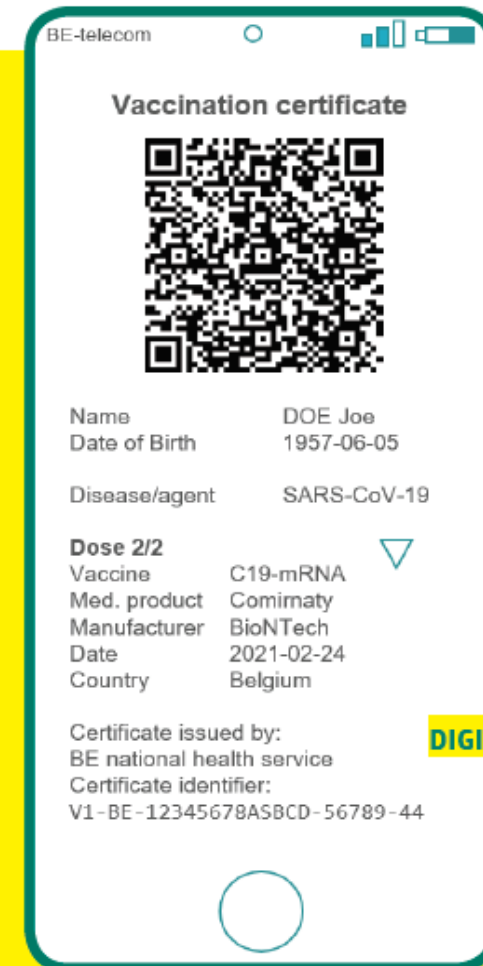 BE-telecom
Vaccination certificate
Name DOE Joe
Date of Birth 1957-06-05
Disease/agent SARS-CoV-19
Dose 2/2
Vaccine C19-mRNA
Med. product Comirnaty
Manufacturer BioNTech
Date 2021-02-24
Country Belgium
Certificate issued by:
BE national health service
DIGI
Certificate identifier:
V1-BE-12345678ASBCD-56789-44